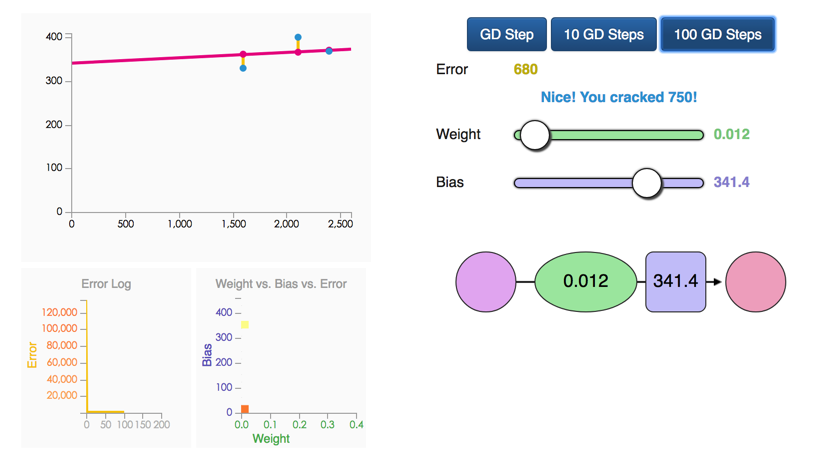 GD Step 10 GD Steps 100 GD Steps
Error 680
Nice! You cracked 750!
Weight 0.012
Bias 341.4
0.012 341.4
400
300
200
100
0
0 500 1,000 1,500 2,000 2,500
Error Log
Error
120,000
100,000
80,000
60,000
40,000
20,000
0 50 100 150 200
Weight vs. Bias vs. Error
Bias
400
300
200
100
0
0.0 0.1 0.2 0.3 0.4
Weight